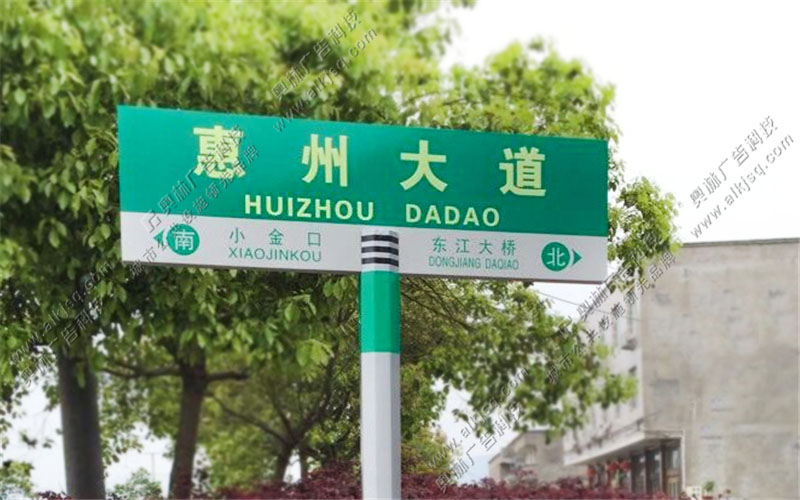 惠州大道
HUIZHOU DADAO
南 小金口 东江大桥 北
XIAOJINKOU DONGJIANG DAQIAO
奥琳广告科技
www.alkjsq.com